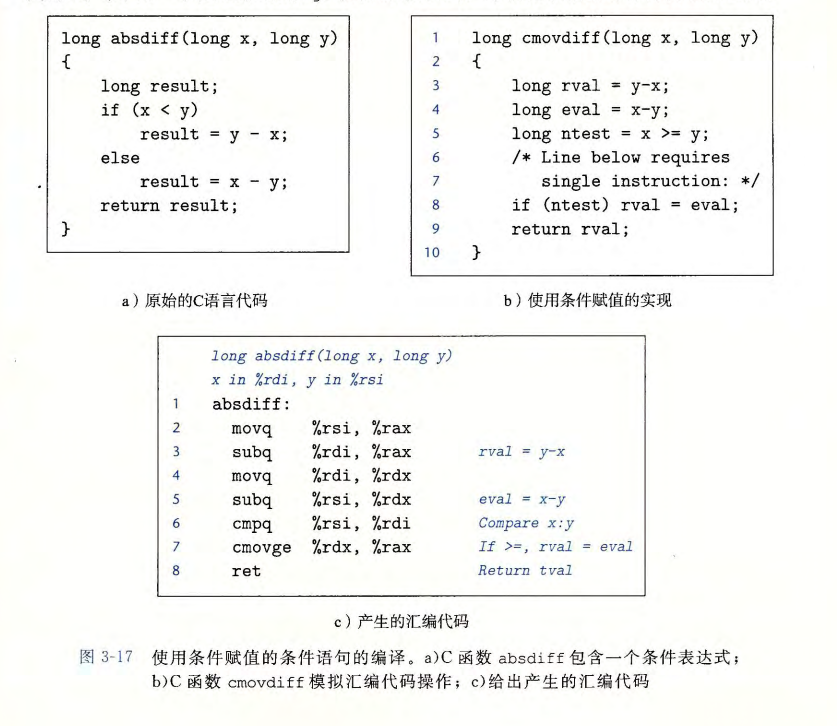 long absdiff(long x, long y)
{
    long result;
    if (x < y)
        result = y - x;
    else
        result = x - y;
    return result;
}
a）原始的C语言代码
1 long cmovdiff(long x, long y)
2 {
3     long rval = y-x;
4     long eval = x-y;
5     long ntest = x >= y;
6     /* Line below requires
7        single instruction: */
8     if (ntest) rval = eval;
9     return rval;
10 }
b）使用条件赋值的实现
long absdiff(long x, long y)
x in %rdi, y in %rsi
1 absdiff:
2   movq    %rsi, %rax
3   subq    %rdi, %rax    rval = y-x
4   movq    %rdi, %rdx
5   subq    %rsi, %rdx    eval = x-y
6   cmpq    %rsi, %rdi    Compare x:y
7   cmovge  %rdx, %rax    If >=, rval = eval
8   ret    Return tval
c）产生的汇编代码
图 3-17 使用条件赋值的条件语句的编译。a)C 函数 absdiff 包含一个条件表达式；
b)C 函数 cmovdiff 模拟汇编代码操作；c)给出产生的汇编代码